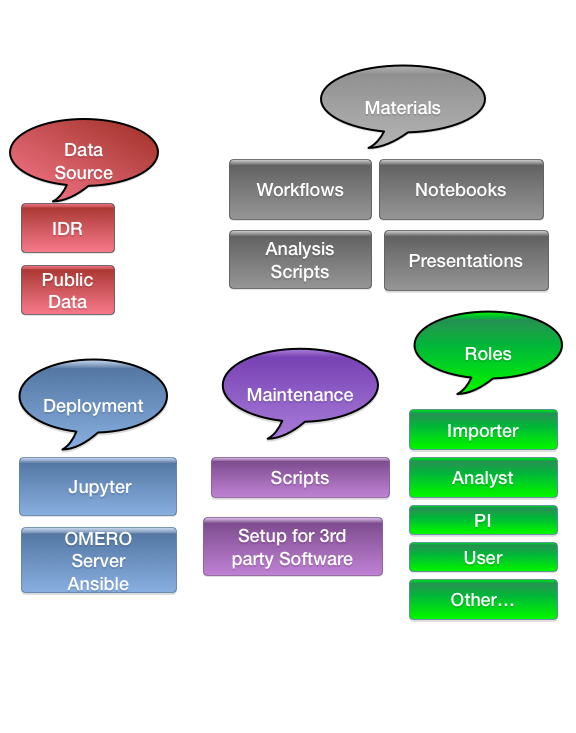 Materials
Workflows
Notebooks
Analysis
Scripts
Presentations
Data
Source
IDR
Public
Data
Roles
Importer
Analyst
PI
User
Other...
Deployment
Jupyter
OMERO
Server
Ansible
Maintenance
Scripts
Setup for 3rd
party Software